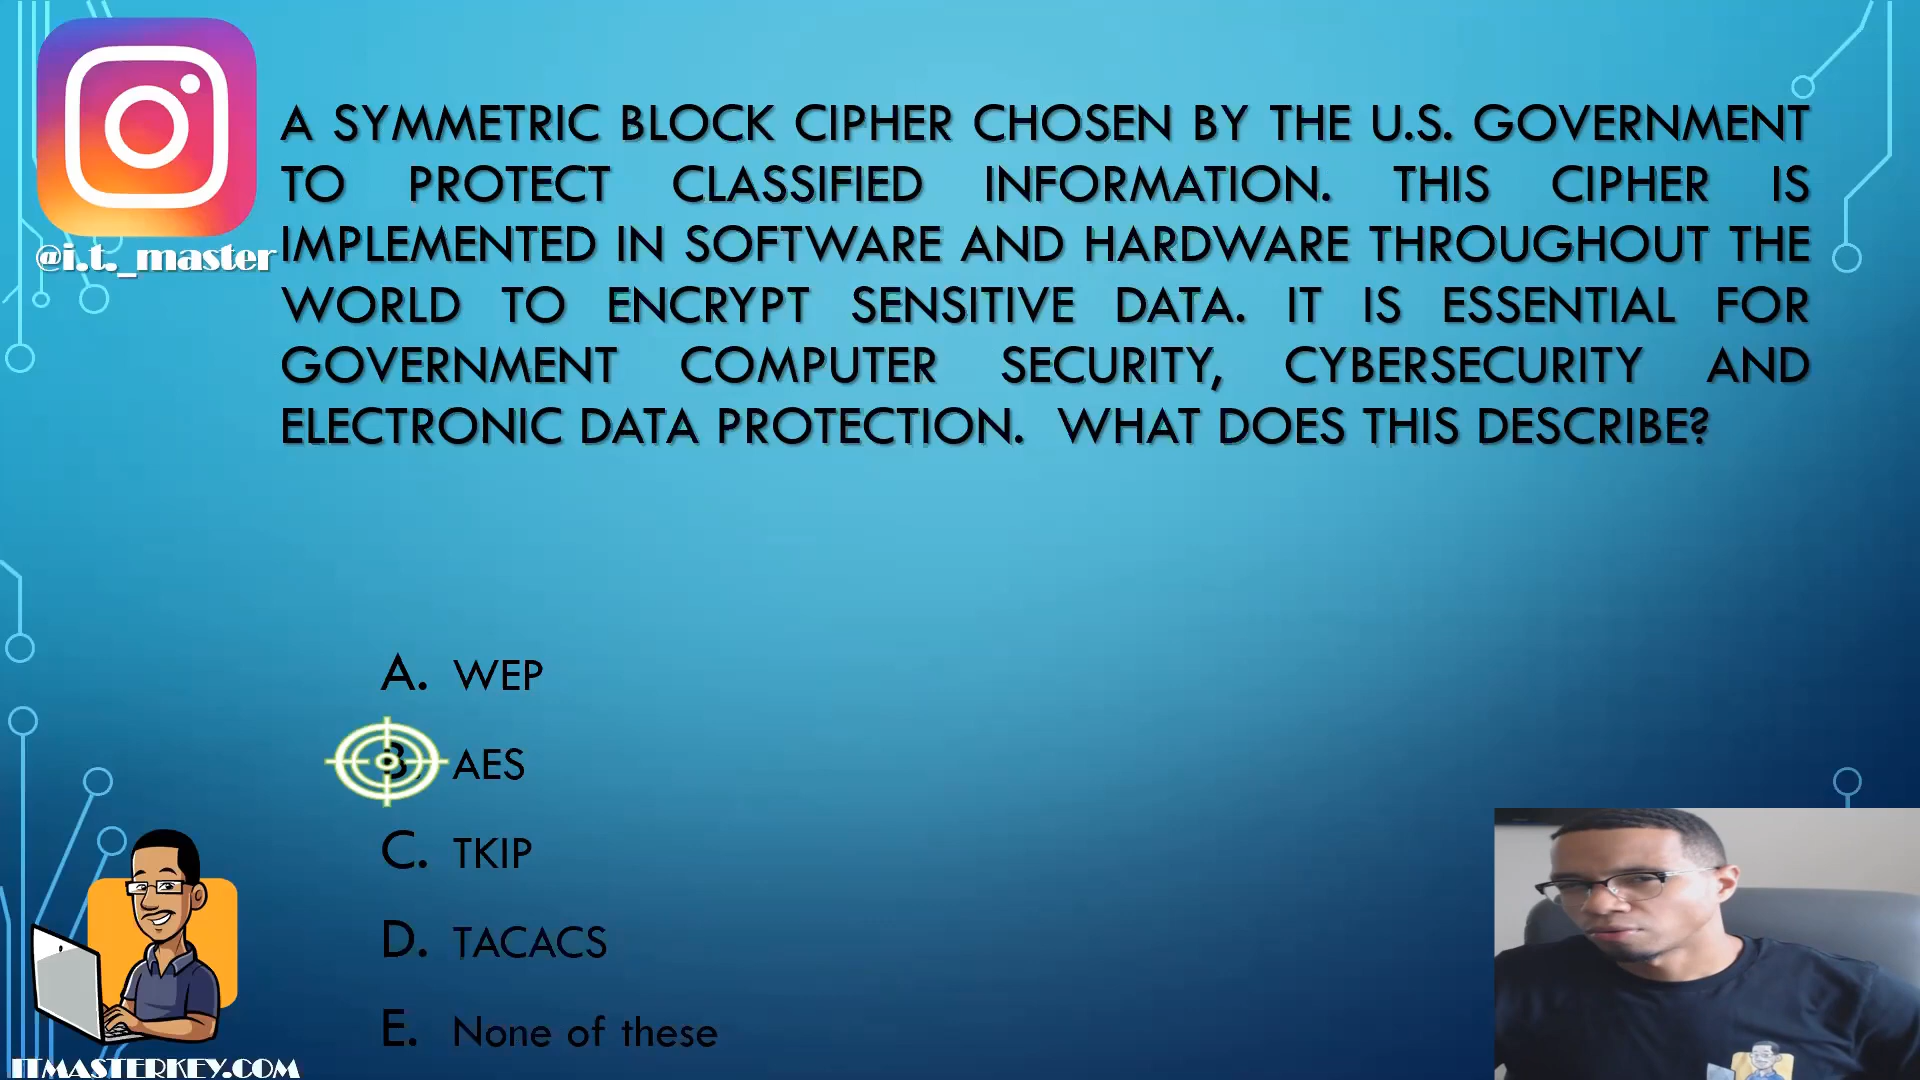 @i.t._master
A SYMMETRIC BLOCK CIPHER CHOSEN BY THE U.S. GOVERNMENT
TO PROTECT CLASSIFIED INFORMATION. THIS CIPHER IS
IMPLEMENTED IN SOFTWARE AND HARDWARE THROUGHOUT THE
WORLD TO ENCRYPT SENSITIVE DATA. IT IS ESSENTIAL FOR
GOVERNMENT COMPUTER SECURITY, CYBERSECURITY AND
ELECTRONIC DATA PROTECTION. WHAT DOES THIS DESCRIBE?
A. WEP
B AES
C. TKIP
D. TACACS
E. None of these
ITMASTERKEY.COM